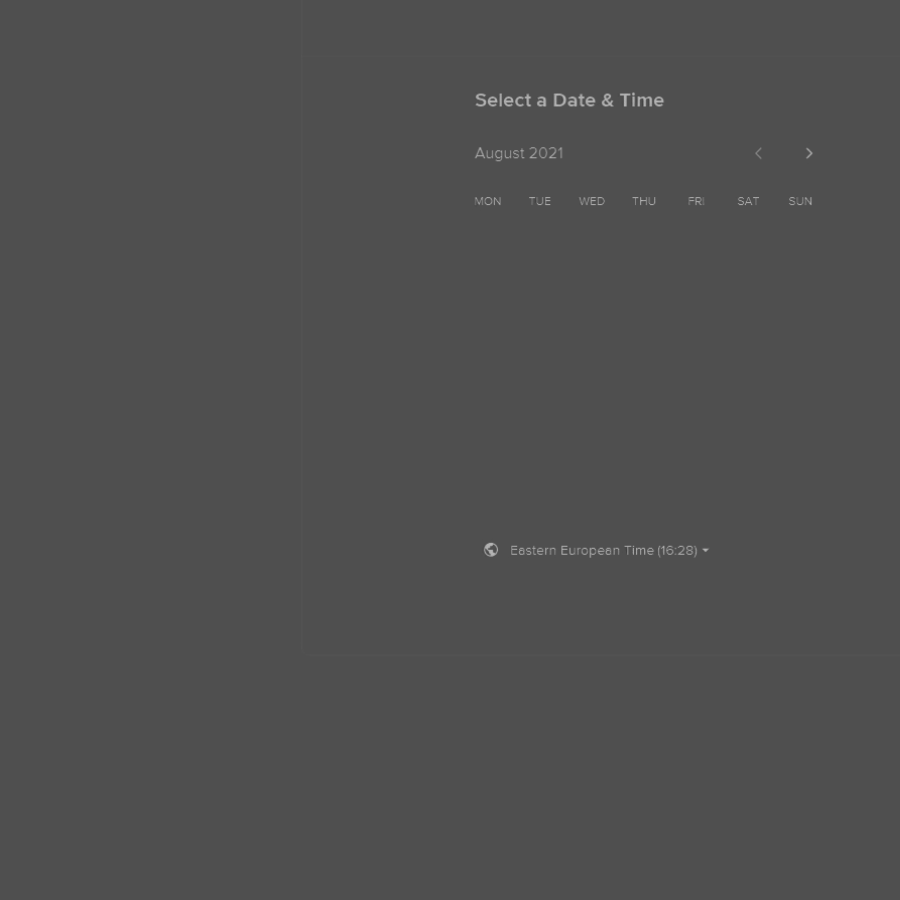 Select a Date & Time
August 2021
MON TUE WED THU FRI SAT SUN
Eastern European Time (16:28)